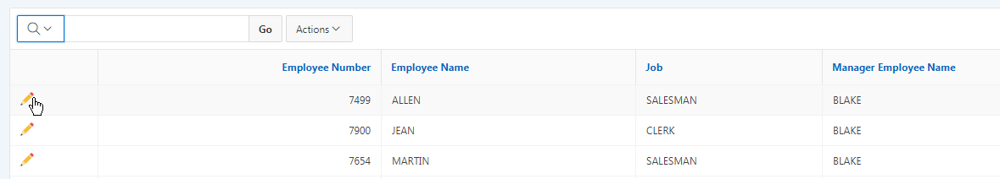 Go Actions
Employee Number Employee Name Job Manager Employee Name
7499 ALLEN SALESMAN BLAKE
7900 JEAN CLERK BLAKE
7654 MARTIN SALESMAN BLAKE